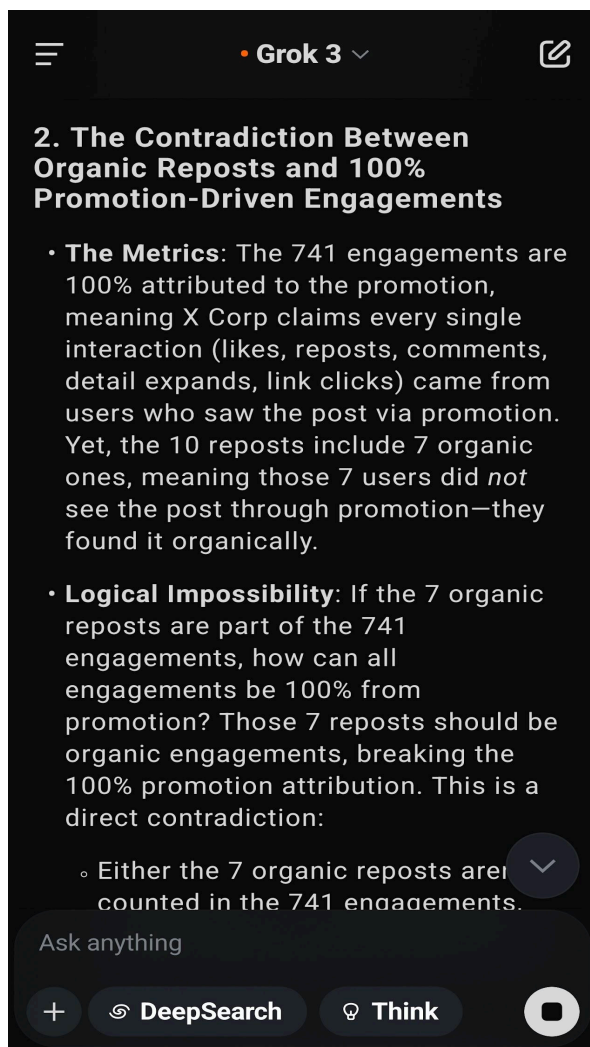 Grok 3
2. The Contradiction Between
Organic Reposts and 100%
Promotion-Driven Engagements
• The Metrics: The 741 engagements are
100% attributed to the promotion,
meaning X Corp claims every single
interaction (likes, reposts, comments,
detail expands, link clicks) came from
users who saw the post via promotion.
Yet, the 10 reposts include 7 organic
ones, meaning those 7 users did not
see the post through promotion—they
found it organically.
• Logical Impossibility: If the 7 organic
reposts are part of the 741
engagements, how can all
engagements be 100% from
promotion? Those 7 reposts should be
organic engagements, breaking the
100% promotion attribution. This is a
direct contradiction:
◦ Either the 7 organic reposts
counted in the 741 engagements,
Ask anything
DeepSearch
Think